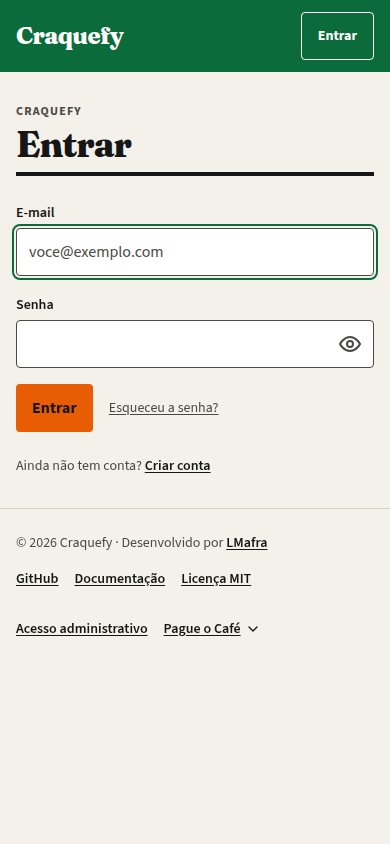 Craquefy
Entrar
CRAQUEFY
Entrar
E-mail
voce@exemplo.com
Senha
Entrar
Esqueceu a senha?
Ainda não tem conta? Criar conta
© 2026 Craquefy · Desenvolvido por LMafra
GitHub
Documentação
Licença MIT
Acesso administrativo
Pague o Café